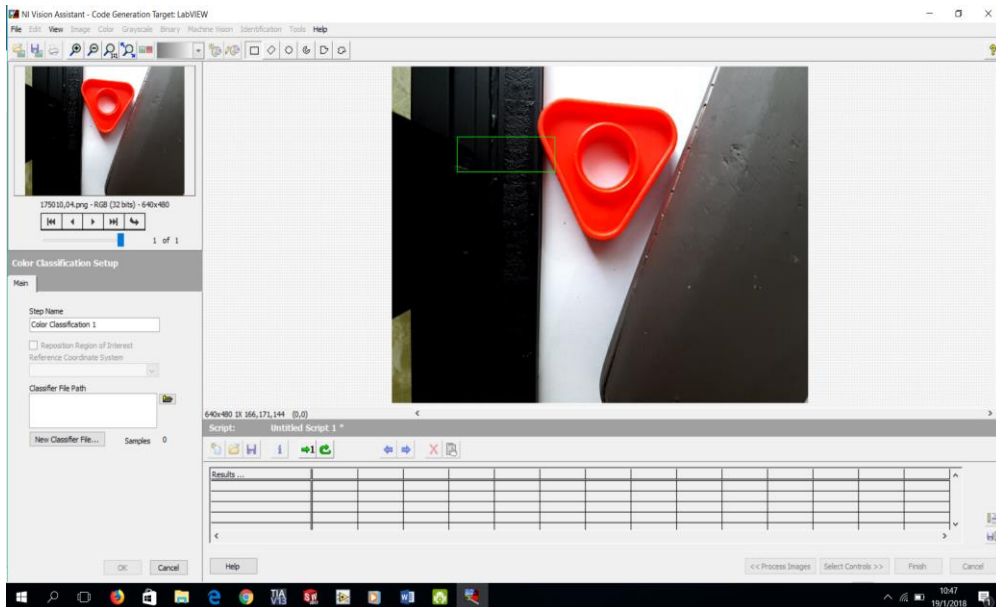 NI Vision Assistant - Code Generation Target: LabVIEW
File Edit View Image Color Grayscale Binary Machine Vision Identification Tools Help
175010,04.png - RGB (32 bits) - 640x480
1 of 1
Color Classification Setup
Main
Step Name
Color Classification 1
Reposition Region of Interest
Reference Coordinate System
Classifier File Path
New Classifier File... Samples 0
OK Cancel
640x480 1X 166,171,144 (0,0)
Script: Untitled Script 1 *
Results ...
Help << Process Images Select Controls >> Finish Cancel
10:47
19/1/2018